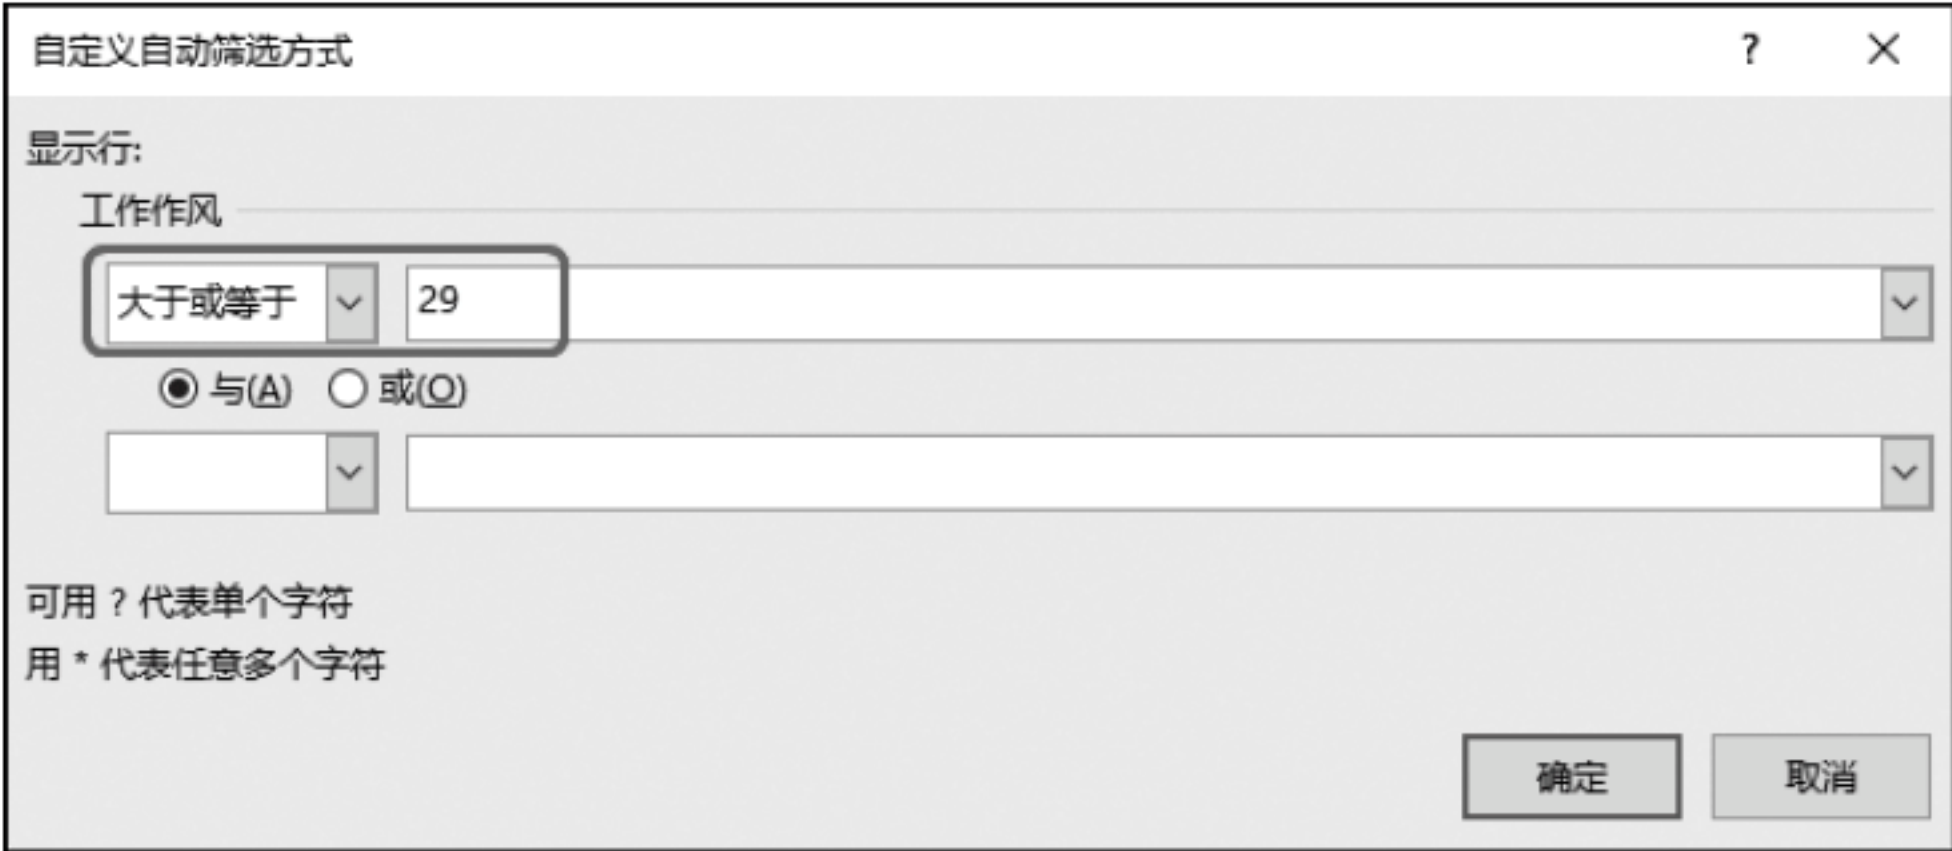 自定义自动筛选方式 ? ×
显示行:
工作作风
大于或等于 29
与(A) 或(O)
可用 ? 代表单个字符
用 * 代表任意多个字符
确定 取消